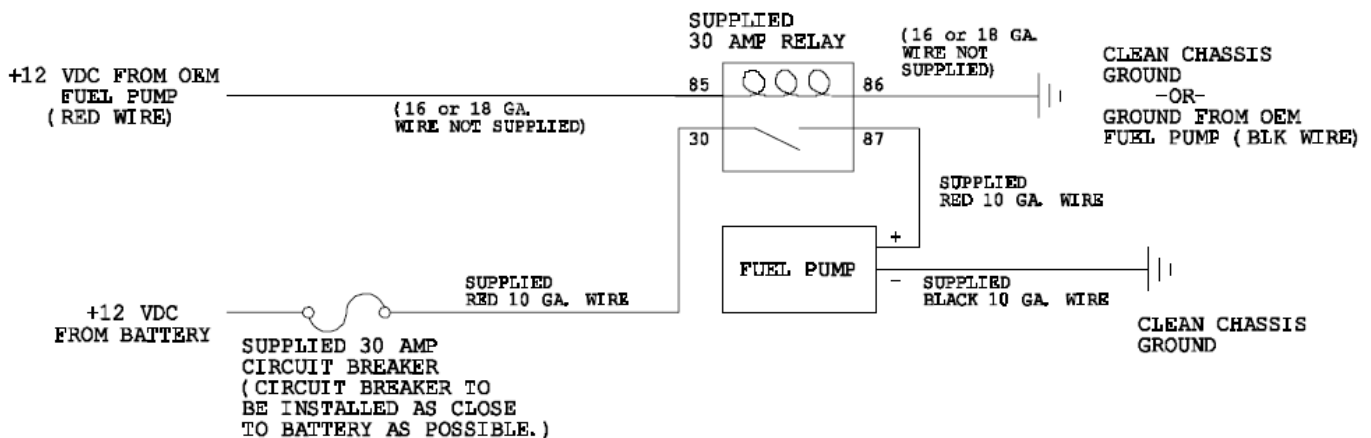 SUPPLIED
30 AMP RELAY
(16 or 18 GA.
WIRE NOT
SUPPLIED)
+12 VDC FROM OEM
FUEL PUMP
(RED WIRE)
85
86
(16 or 18 GA.
WIRE NOT SUPPLIED)
CLEAN CHASSIS
GROUND
-OR-
GROUND FROM OEM
FUEL PUMP (BLK WIRE)
30
87
SUPPLIED
RED 10 GA. WIRE
+
FUEL PUMP
-
SUPPLIED
BLACK 10 GA. WIRE
SUPPLIED
RED 10 GA. WIRE
+12 VDC
FROM BATTERY
CLEAN CHASSIS
GROUND
SUPPLIED 30 AMP
CIRCUIT BREAKER
(CIRCUIT BREAKER TO
BE INSTALLED AS CLOSE
TO BATTERY AS POSSIBLE.)